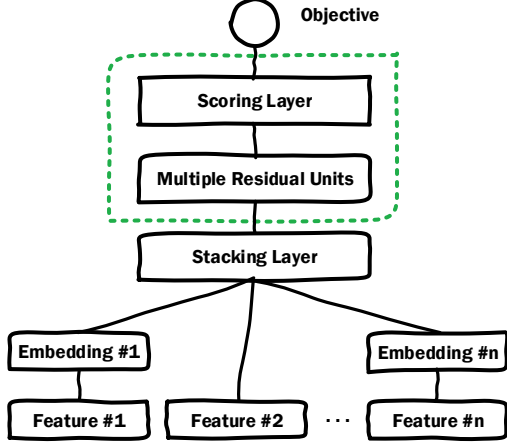 Objective
Scoring Layer
Multiple Residual Units
Stacking Layer
Embedding #1
Embedding #n
Feature #1
Feature #2
...
Feature #n